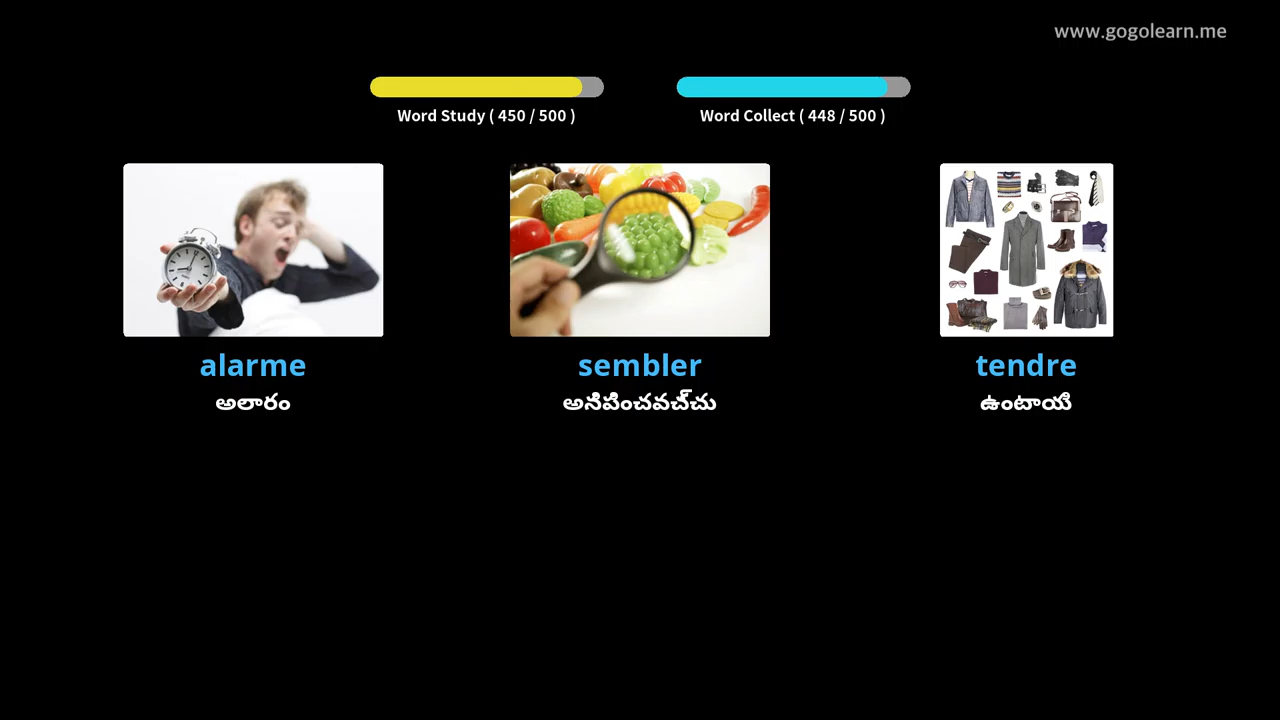 www.gogolearn.me
Word Study ( 450 / 500 )
Word Collect ( 448 / 500 )
alarme
అలారం
sembler
అనిపించవచ్చు
tendre
ఉంటాయి